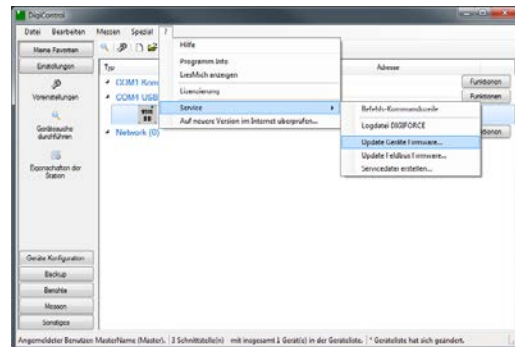 DigiControl
Datei Bearbeiten Messen Spezial ?
Meine Favoriten
Einstellungen
Voreinstellungen
Gerätesuche durchführen
Eigenschaften der Station
Geräte Konfiguration
Backup
Berichte
Messen
Sonstiges
Typ
Adresse
COM1
COM4 USB
Network (0)
Funktionen
Funktionen
Hilfe
Programm Info
LiesMich anzeigen
Lizenzierung
Service
Auf neuere Version im Internet überprüfen...
Befehls-Kommandozeile
Logdatei DIGIFORCE
Update Geräte Firmware...
Update Feldbus Firmware...
Servicedatei erstellen...
Angemeldeter Benutzer: MasterName (Master). 3 Schnittstelle(n) mit insgesamt 1 Gerät(e) in der Geräteliste. * Geräteliste hat sich geändert.